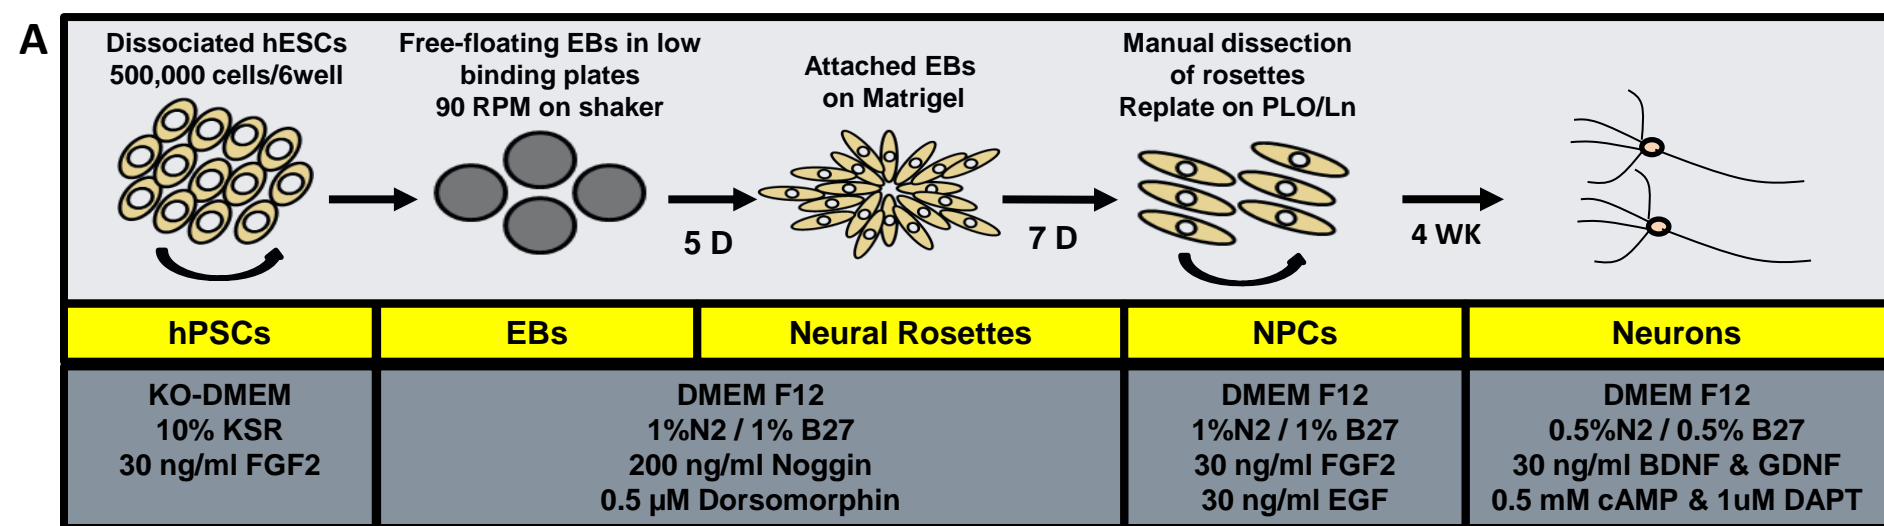 A
Dissociated hESCs
500,000 cells/6well
Free-floating EBs in low
binding plates
90 RPM on shaker
Attached EBs
on Matrigel
Manual dissection
of rosettes
Replate on PLO/Ln
5 D
7 D
4 WK
hPSCs
EBs
Neural Rosettes
NPCs
Neurons
KO-DMEM
10% KSR
30 ng/ml FGF2
DMEM F12
1%N2 / 1% B27
200 ng/ml Noggin
0.5 µM Dorsomorphin
DMEM F12
1%N2 / 1% B27
30 ng/ml FGF2
30 ng/ml EGF
DMEM F12
0.5%N2 / 0.5% B27
30 ng/ml BDNF & GDNF
0.5 mM cAMP & 1uM DAPT